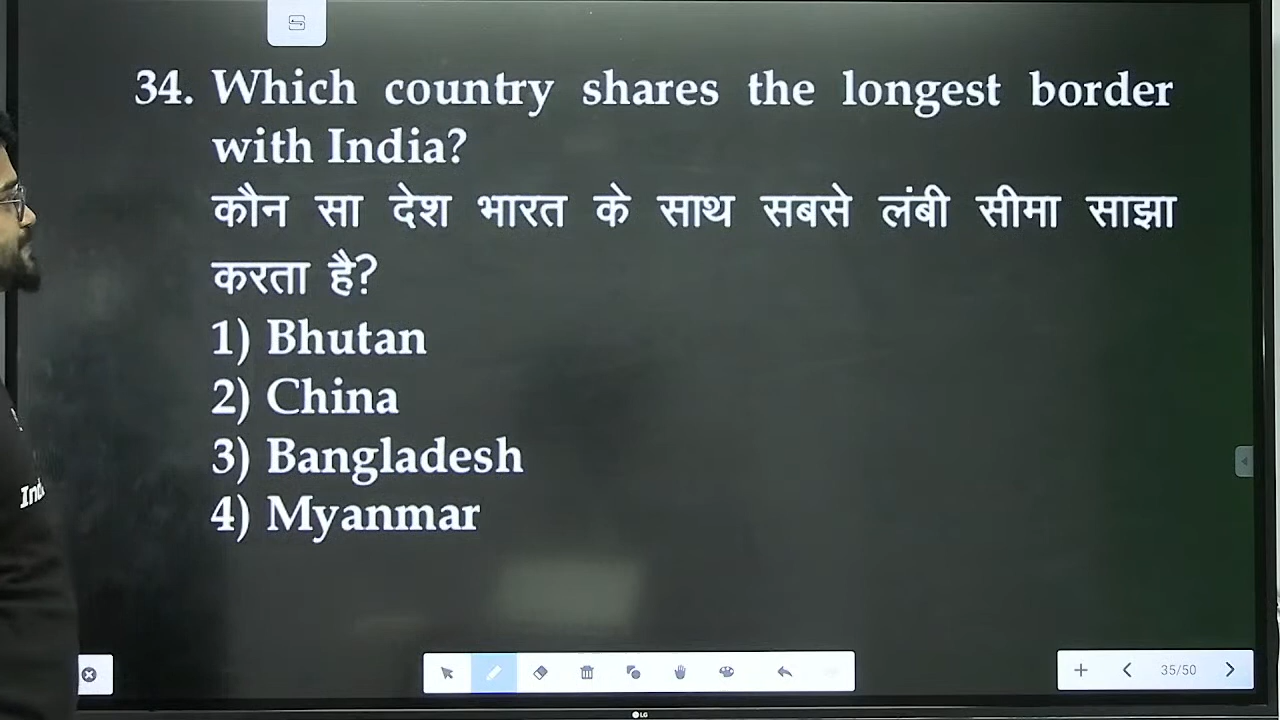 34. Which country shares the longest border
with India?
कौन सा देश भारत के साथ सबसे लंबी सीमा साझा
करता है?
1) Bhutan
2) China
3) Bangladesh
4) Myanmar
35/50
LG